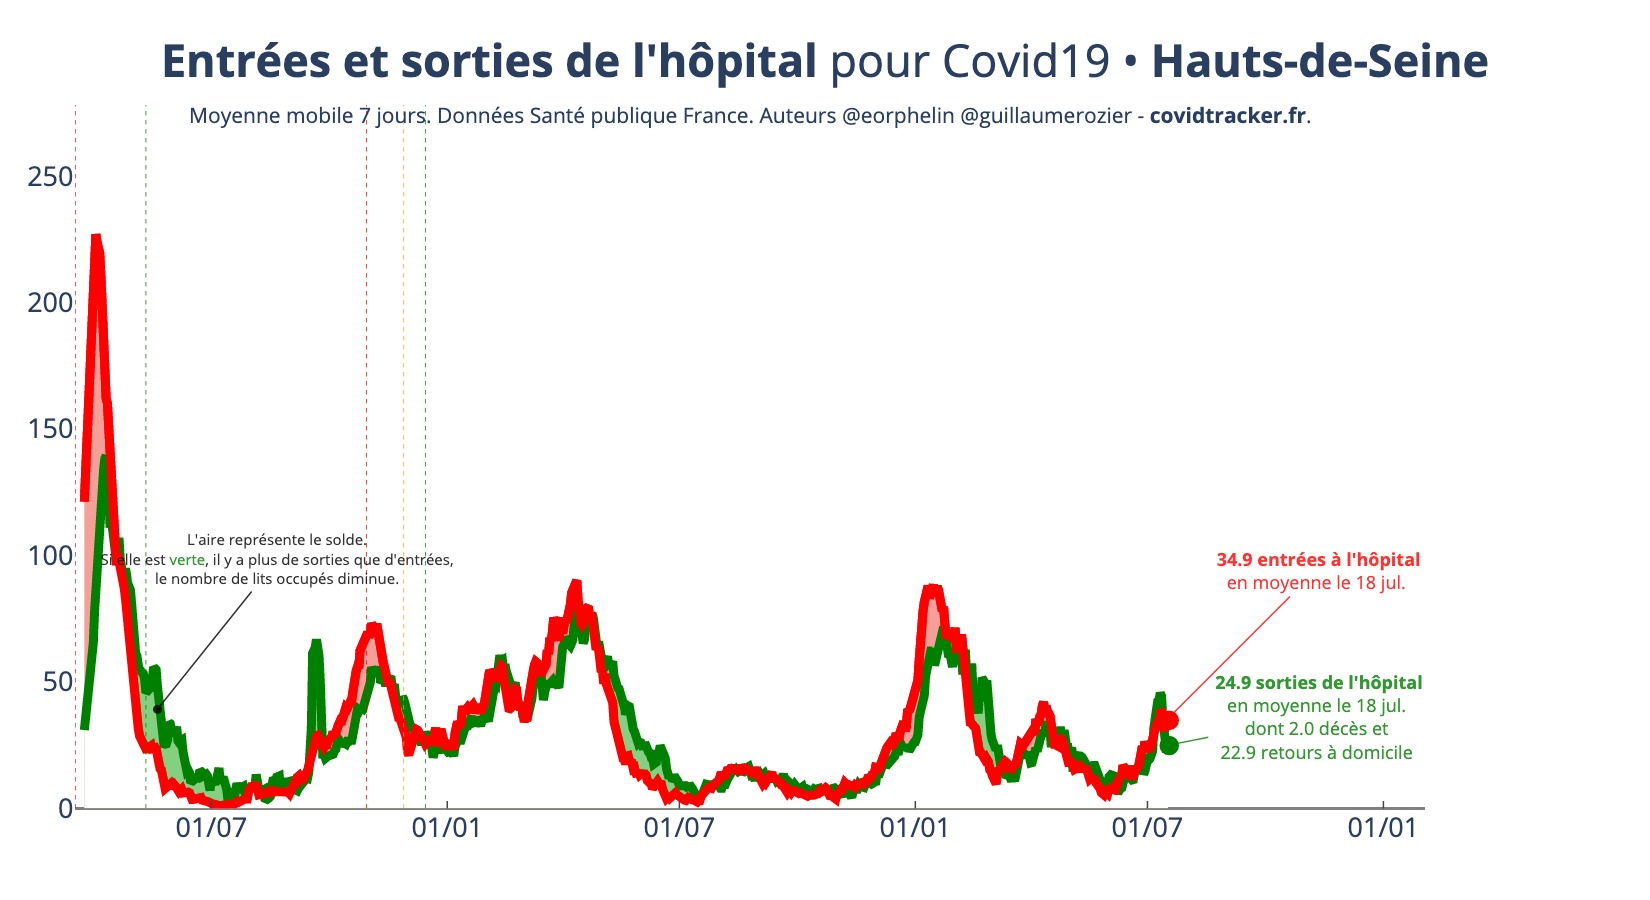 Entrées et sorties de l'hôpital pour Covid19 • Hauts-de-Seine
Moyenne mobile 7 jours. Données Santé publique France. Auteurs @eorphelin @guillaumerozier - covidtracker.fr.
250
200
150
100
50
0
L'aire représente le solde.
Si elle est verte, il y a plus de sorties que d'entrées,
le nombre de lits occupés diminue.
34.9 entrées à l'hôpital
en moyenne le 18 jul.
24.9 sorties de l'hôpital
en moyenne le 18 jul.
dont 2.0 décès et
22.9 retours à domicile
01/07 01/01 01/07 01/01 01/07 01/01